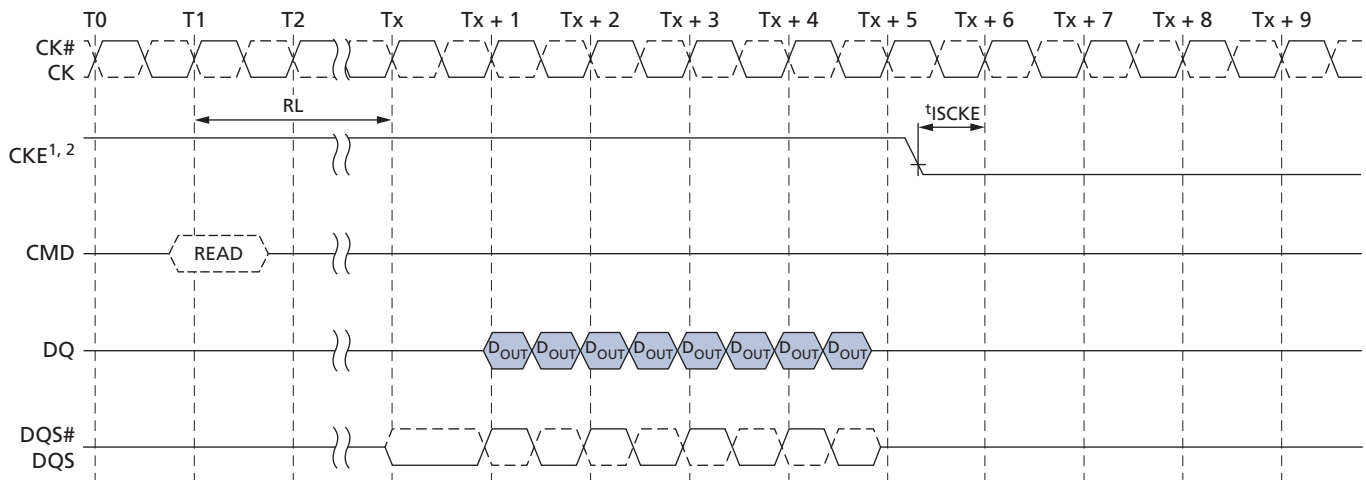 T0 T1 T2 Tx Tx + 1 Tx + 2 Tx + 3 Tx + 4 Tx + 5 Tx + 6 Tx + 7 Tx + 8 Tx + 9
CK#
CK
RL
tISCKE
CKE1, 2
CMD READ
DQ DOUT DOUT DOUT DOUT DOUT DOUT DOUT DOUT
DQS#
DQS